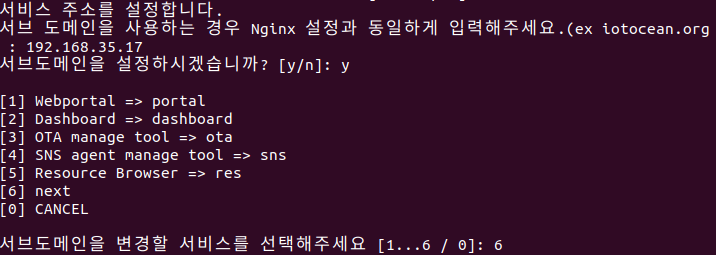 서비스 주소를 설정합니다.
서브 도메인을 사용하는 경우 Nginx 설정과 동일하게 입력해주세요.(ex iotocean.org
: 192.168.35.17
서브도메인을 설정하시겠습니까? [y/n]: y
[1] Webportal => portal
[2] Dashboard => dashboard
[3] OTA manage tool => ota
[4] SNS agent manage tool => sns
[5] Resource Browser => res
[6] next
[0] CANCEL
서브도메인을 변경할 서비스를 선택해주세요 [1...6 / 0]: 6